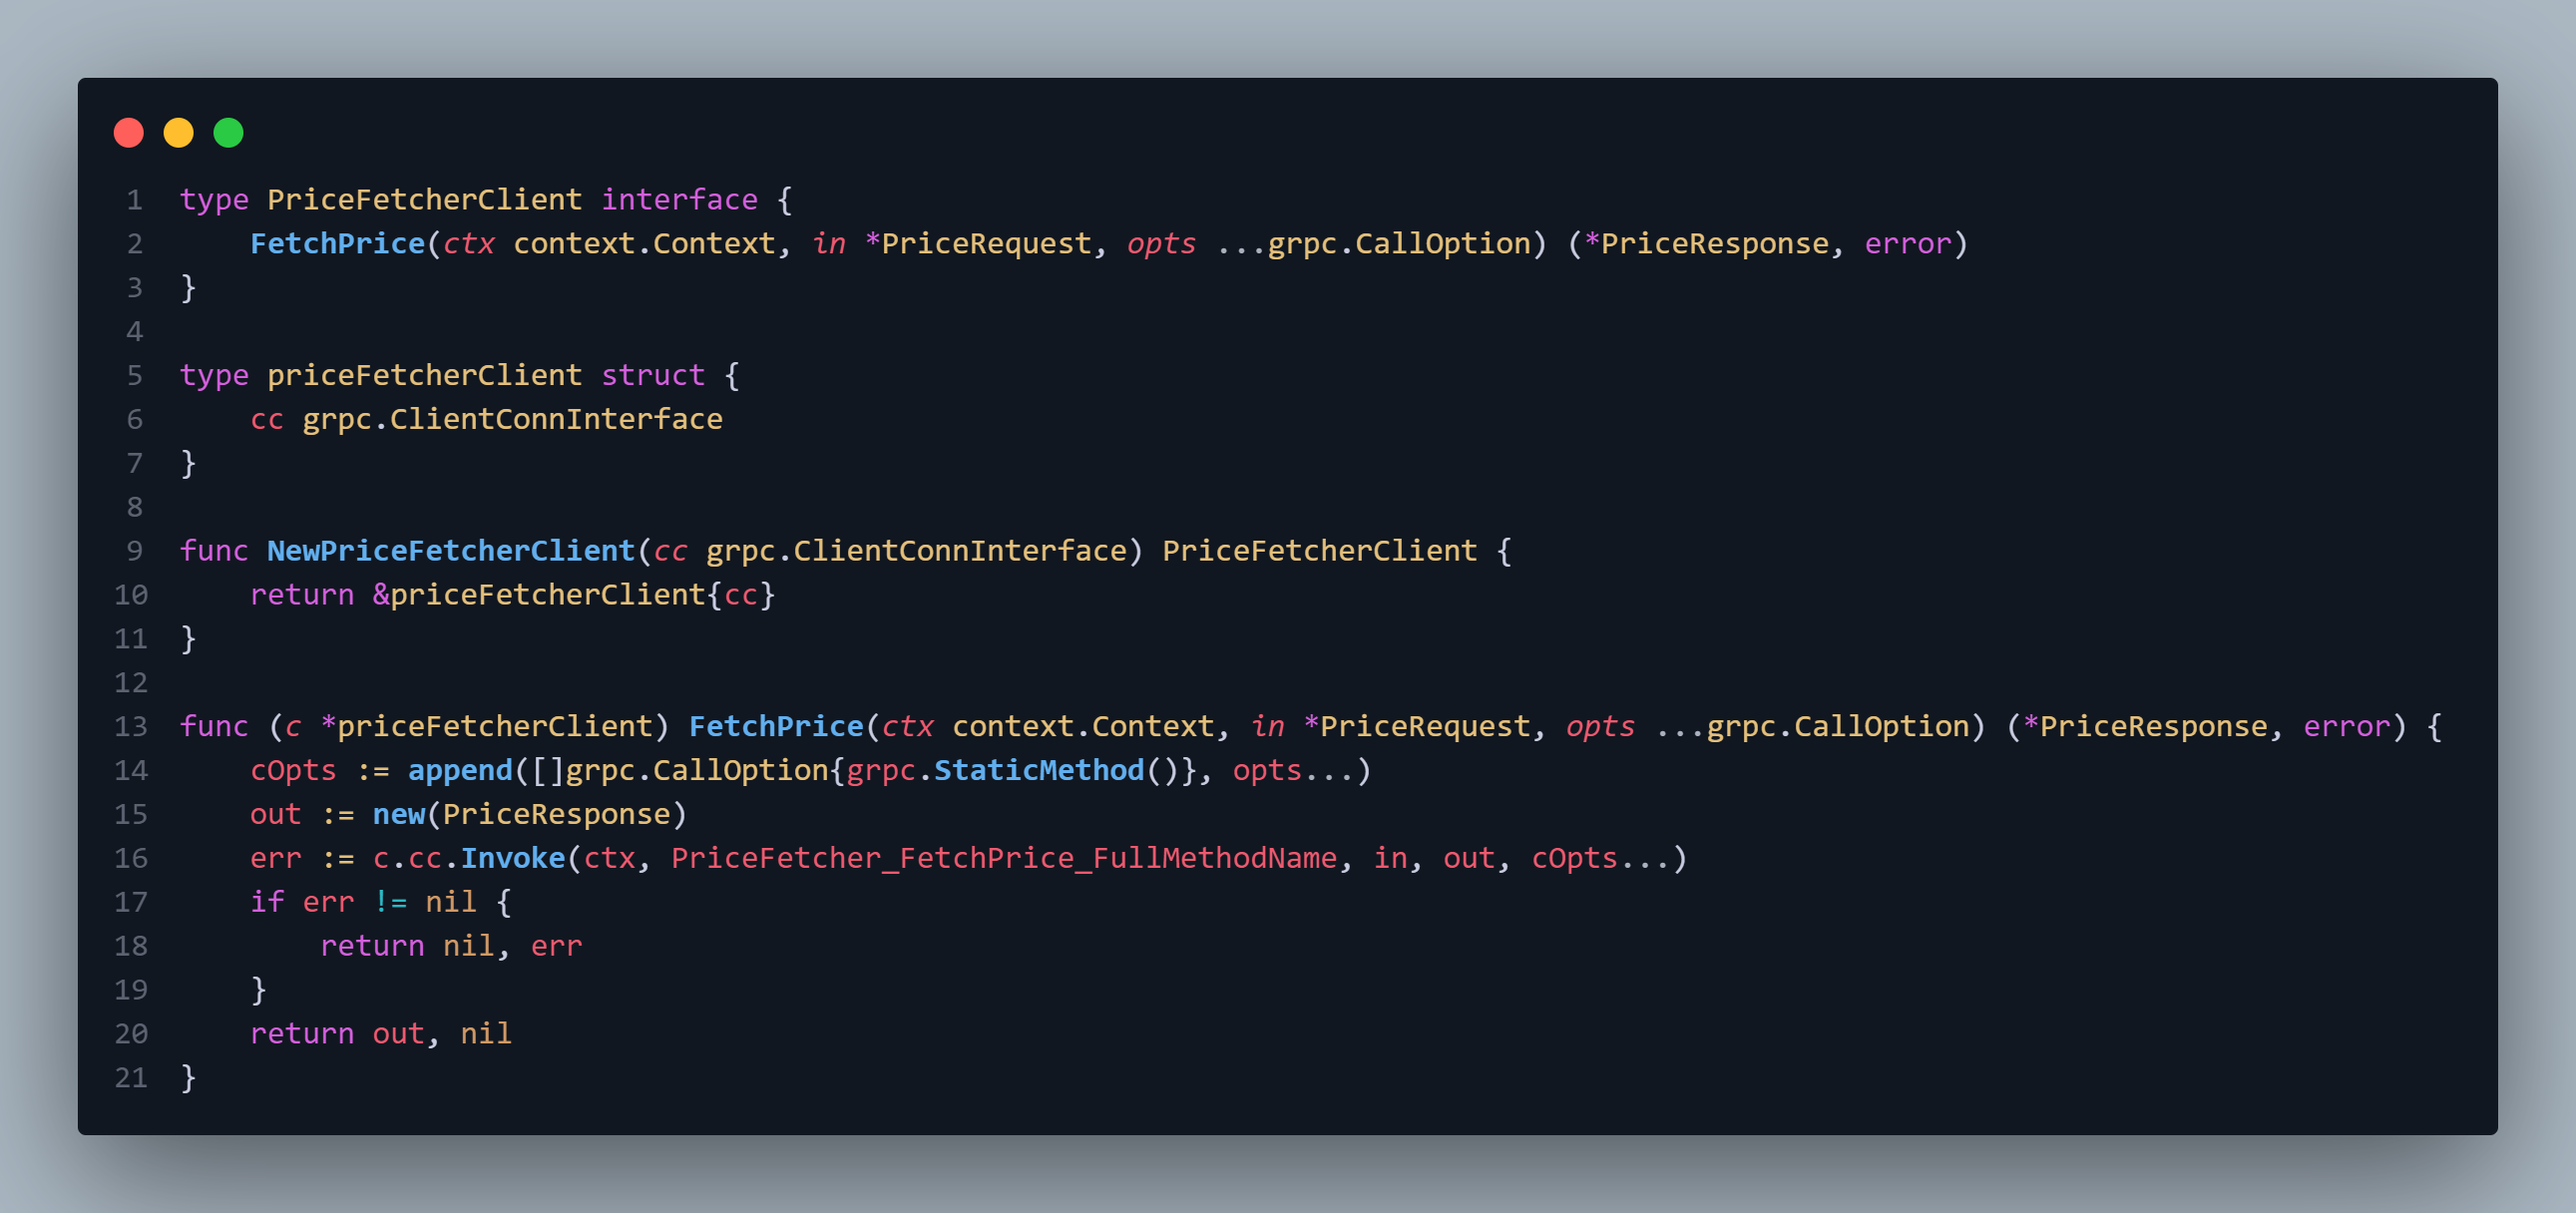 1 type PriceFetcherClient interface {
2     FetchPrice(ctx context.Context, in *PriceRequest, opts ...grpc.CallOption) (*PriceResponse, error)
3 }
4
5 type priceFetcherClient struct {
6     cc grpc.ClientConnInterface
7 }
8
9 func NewPriceFetcherClient(cc grpc.ClientConnInterface) PriceFetcherClient {
10     return &priceFetcherClient{cc}
11 }
12
13 func (c *priceFetcherClient) FetchPrice(ctx context.Context, in *PriceRequest, opts ...grpc.CallOption) (*PriceResponse, error) {
14     cOpts := append([]grpc.CallOption{grpc.StaticMethod()}, opts...)
15     out := new(PriceResponse)
16     err := c.cc.Invoke(ctx, PriceFetcher_FetchPrice_FullMethodName, in, out, cOpts...)
17     if err != nil {
18         return nil, err
19     }
20     return out, nil
21 }